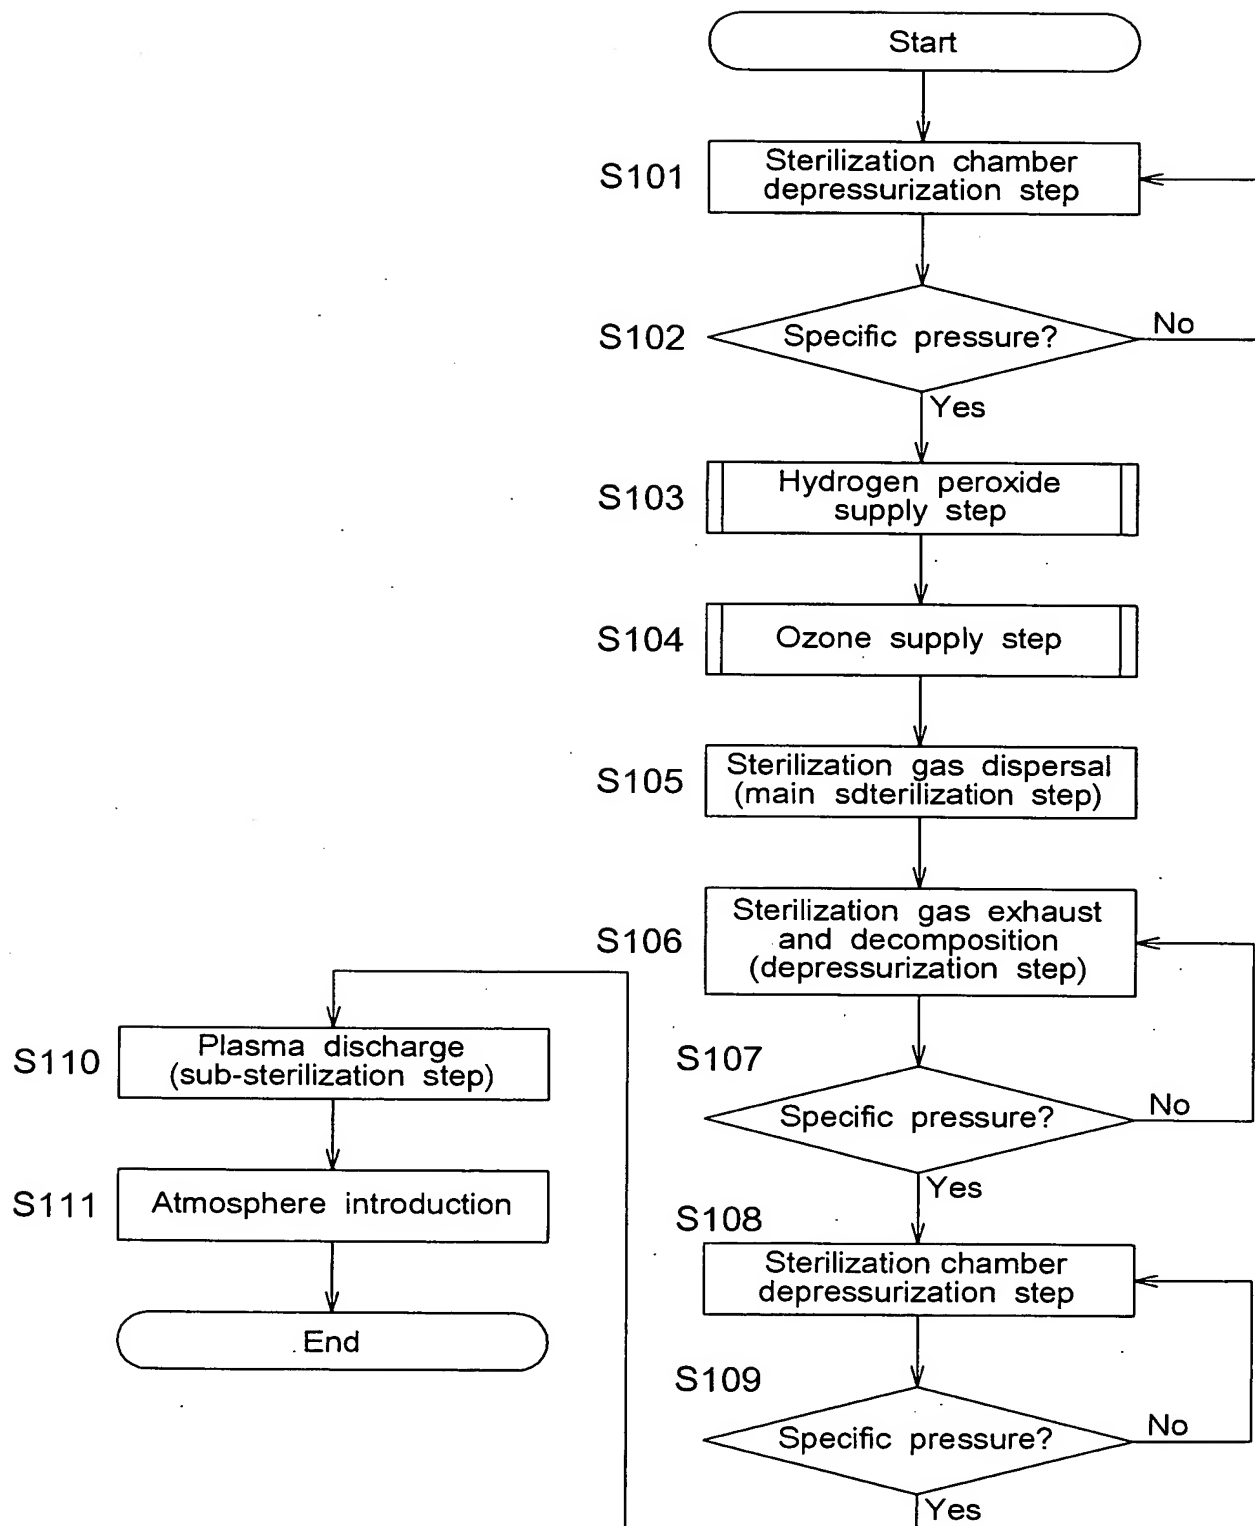 Start
S101
Sterilization chamber
depressurization step
S102
Specific pressure?
No
Yes
S103
Hydrogen peroxide
supply step
S104
Ozone supply step
S105
Sterilization gas dispersal
(main sdterilization step)
S106
Sterilization gas exhaust
and decomposition
(depressurization step)
S107
Specific pressure?
No
Yes
S108
Sterilization chamber
depressurization step
S109
Specific pressure?
No
Yes
S110
Plasma discharge
(sub-sterilization step)
S111
Atmosphere introduction
End